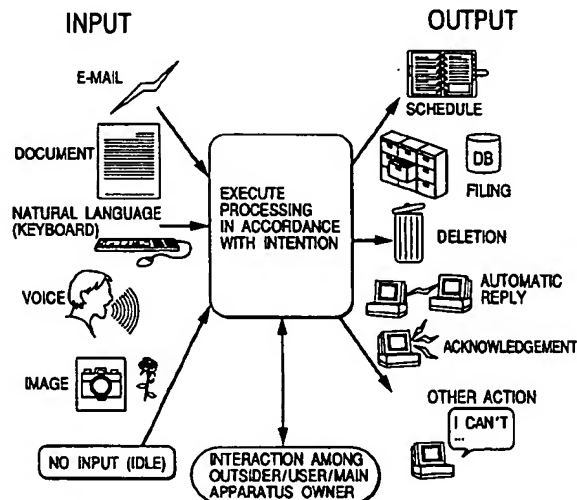 INPUT
OUTPUT
E-MAIL
DOCUMENT
NATURAL LANGUAGE
(KEYBOARD)
VOICE
IMAGE
NO INPUT (IDLE)
EXECUTE
PROCESSING
IN ACCORDANCE
WITH INTENTION
INTERACTION AMONG
OUTSIDER/USER/MAIN
APPARATUS OWNER
SCHEDULE
DB
FILING
DELETION
AUTOMATIC
REPLY
ACKNOWLEDGEMENT
OTHER ACTION
I CAN'T
...